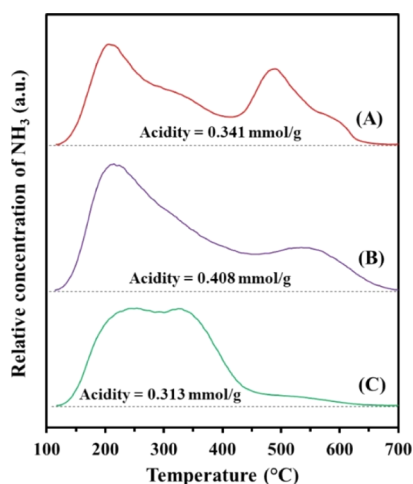 Relative concentration of NH₃ (a.u.)
(A)
Acidity = 0.341 mmol/g
(B)
Acidity = 0.408 mmol/g
(C)
Acidity = 0.313 mmol/g
100 200 300 400 500 600 700
Temperature (°C)